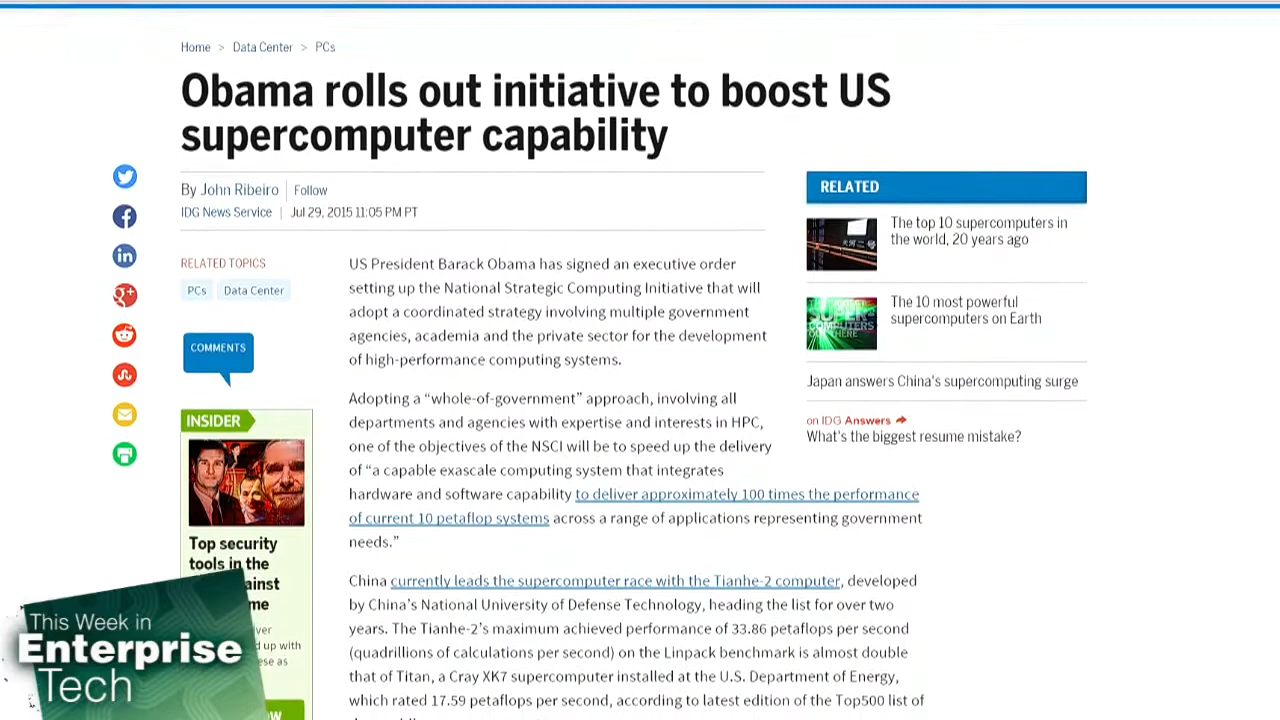 Home > Data Center > PCs
Obama rolls out initiative to boost US
supercomputer capability
By John Ribeiro Follow
IDG News Service | Jul 29, 2015 11:05 PM PT
RELATED TOPICS
PCs Data Center
COMMENTS
INSIDER
Top security
tools in the
ainst
me
ver
d up with
ese as
US President Barack Obama has signed an executive order
setting up the National Strategic Computing Initiative that will
adopt a coordinated strategy involving multiple government
agencies, academia and the private sector for the development
of high-performance computing systems.
Adopting a “whole-of-government” approach, involving all
departments and agencies with expertise and interests in HPC,
one of the objectives of the NSCI will be to speed up the delivery
of “a capable exascale computing system that integrates
hardware and software capability to deliver approximately 100 times the performance
of current 10 petaflop systems across a range of applications representing government
needs.”
China currently leads the supercomputer race with the Tianhe-2 computer, developed
by China's National University of Defense Technology, heading the list for over two
years. The Tianhe-2's maximum achieved performance of 33.86 petaflops per second
(quadrillions of calculations per second) on the Linpack benchmark is almost double
that of Titan, a Cray XK7 supercomputer installed at the U.S. Department of Energy,
which rated 17.59 petaflops per second, according to latest edition of the Top500 list of
RELATED
The top 10 supercomputers in
the world, 20 years ago
The 10 most powerful
supercomputers on Earth
Japan answers China's supercomputing surge
on IDG Answers
What's the biggest resume mistake?
This Week in
Enterprise
Tech